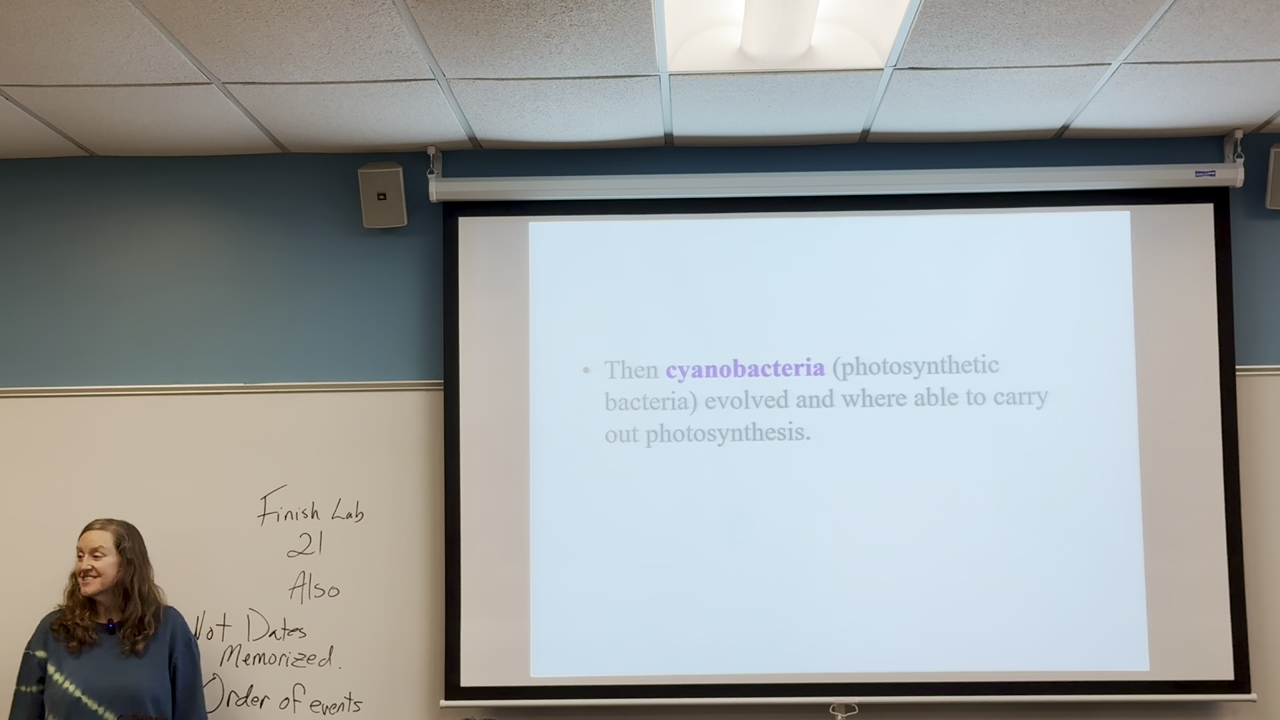 • Then cyanobacteria (photosynthetic
bacteria) evolved and where able to carry
out photosynthesis.
Finish Lab
21
Also
Not Dates
Memorized.
Order of events